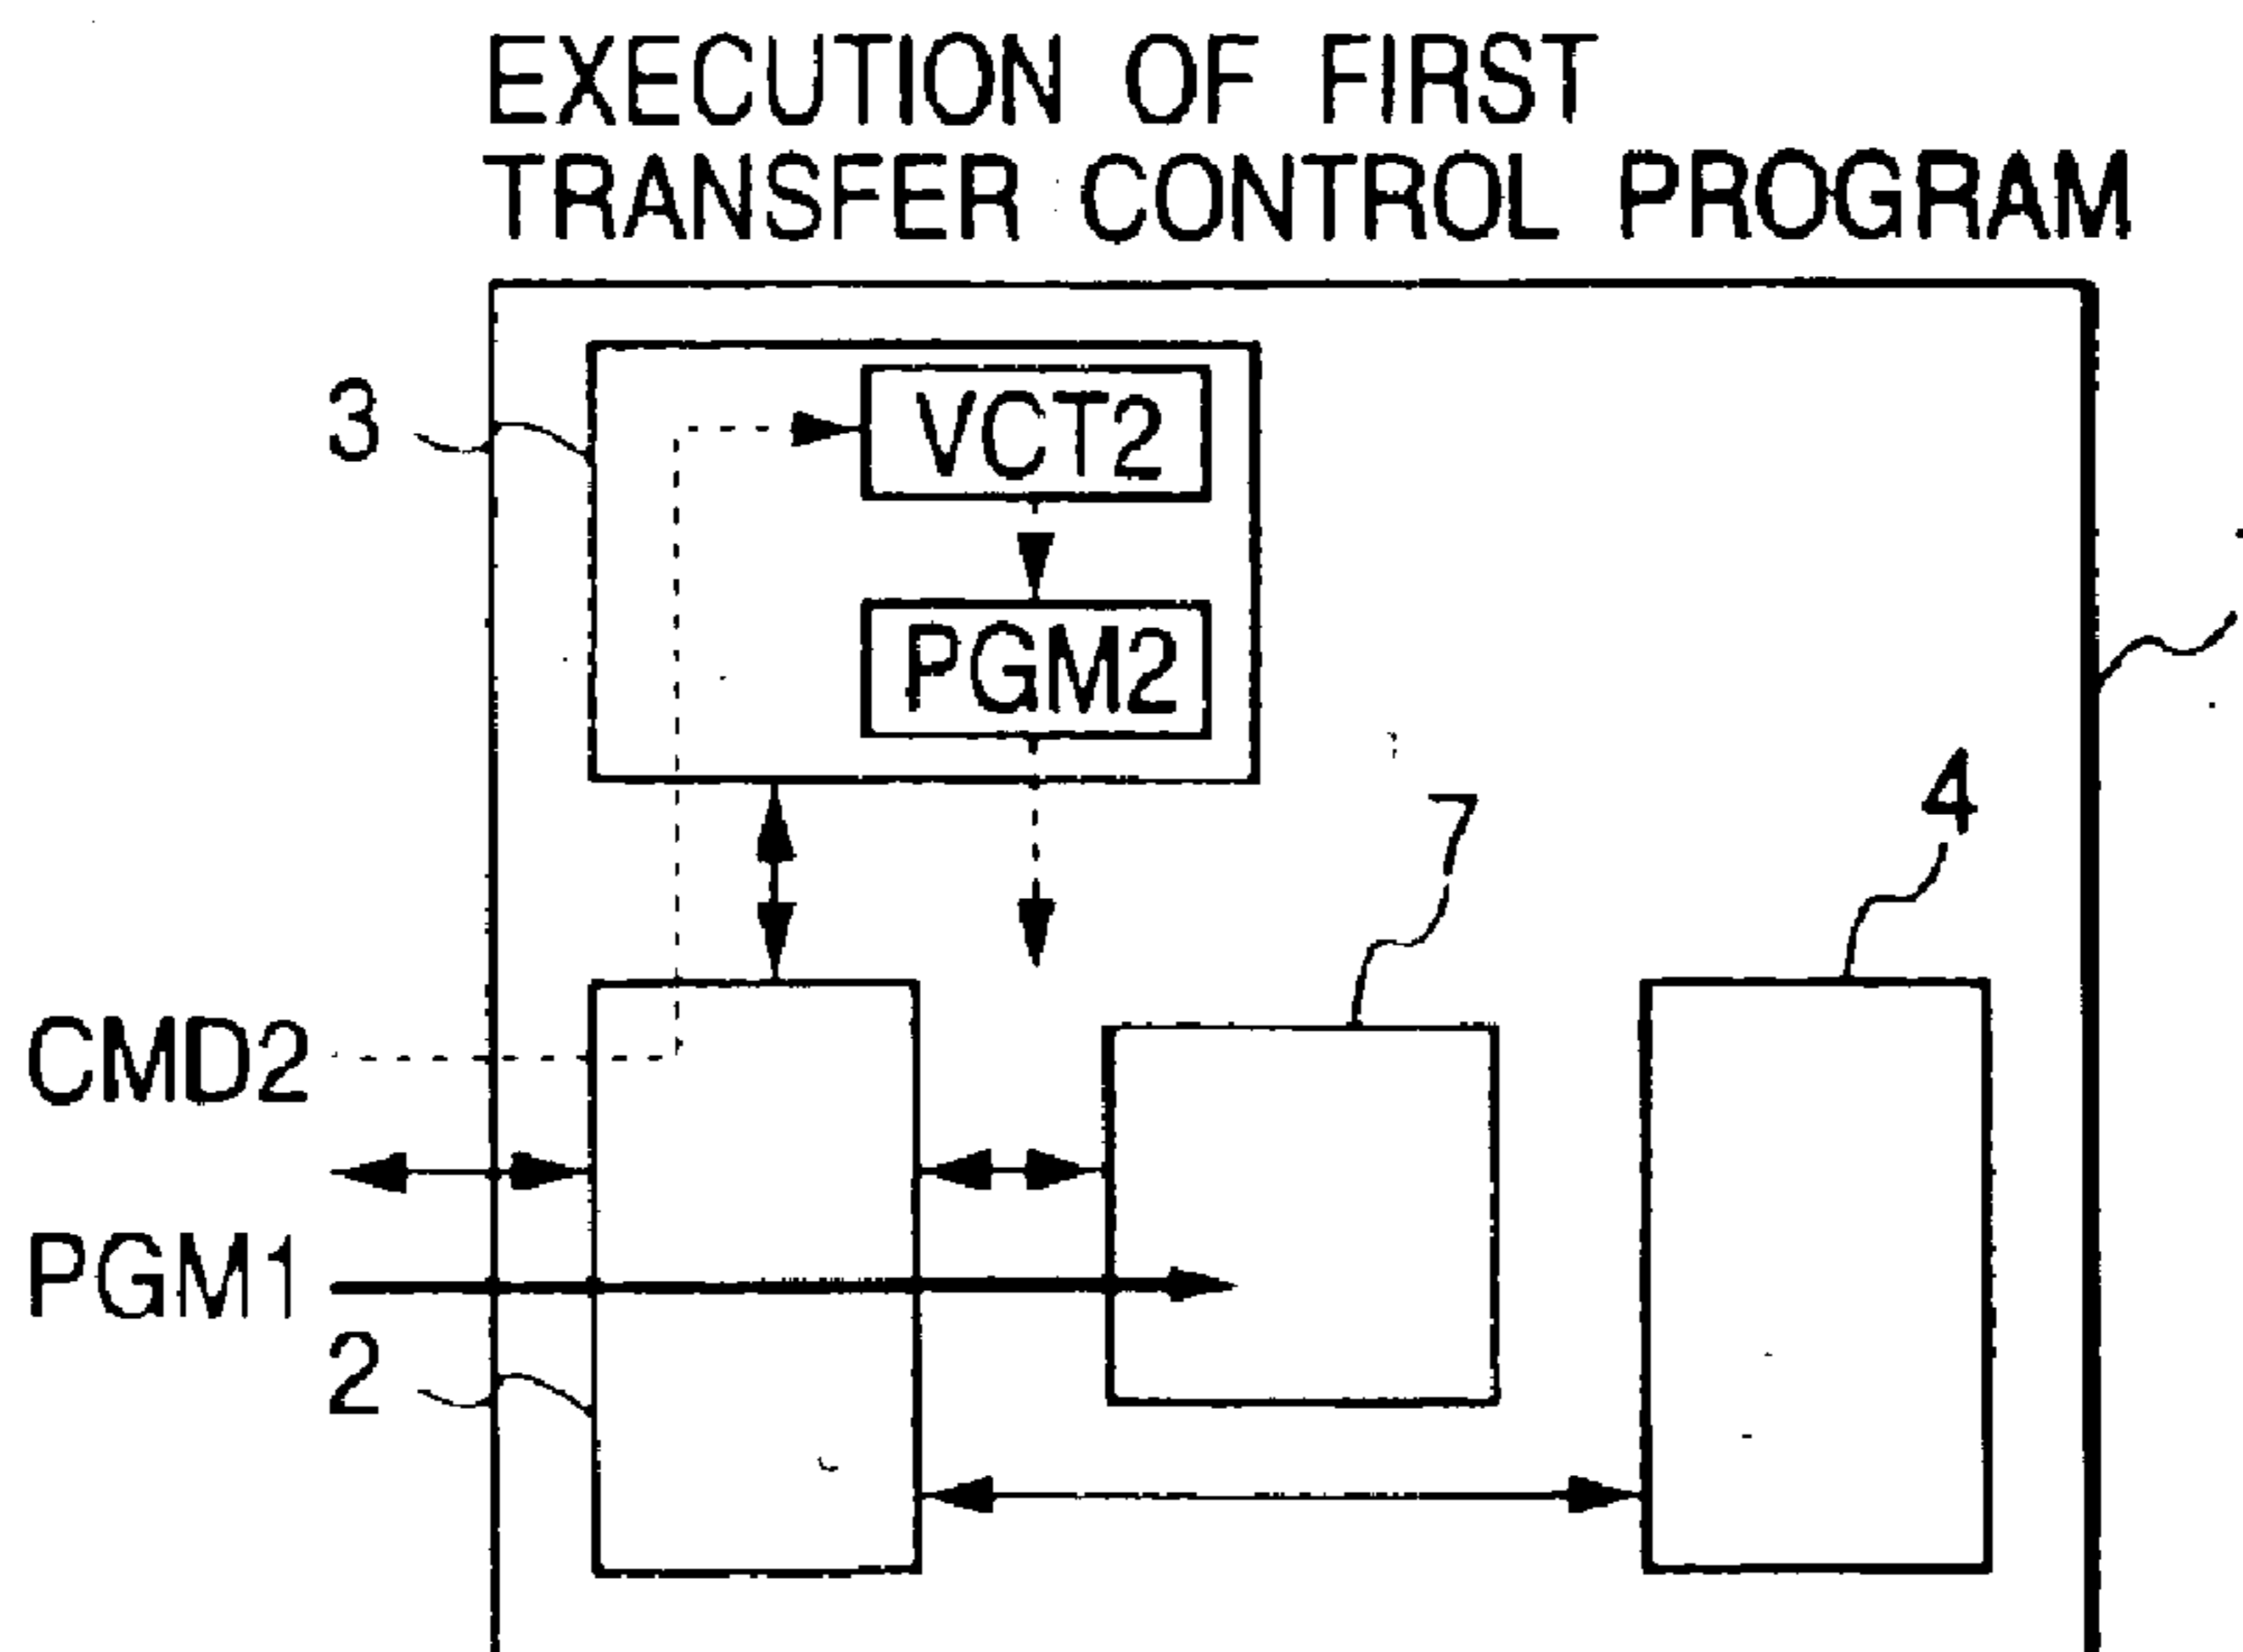 EXECUTION OF FIRST
TRANSFER CONTROL PROGRAM
3
VCT2
PGM2
7
4
CMD2
PGM1
2